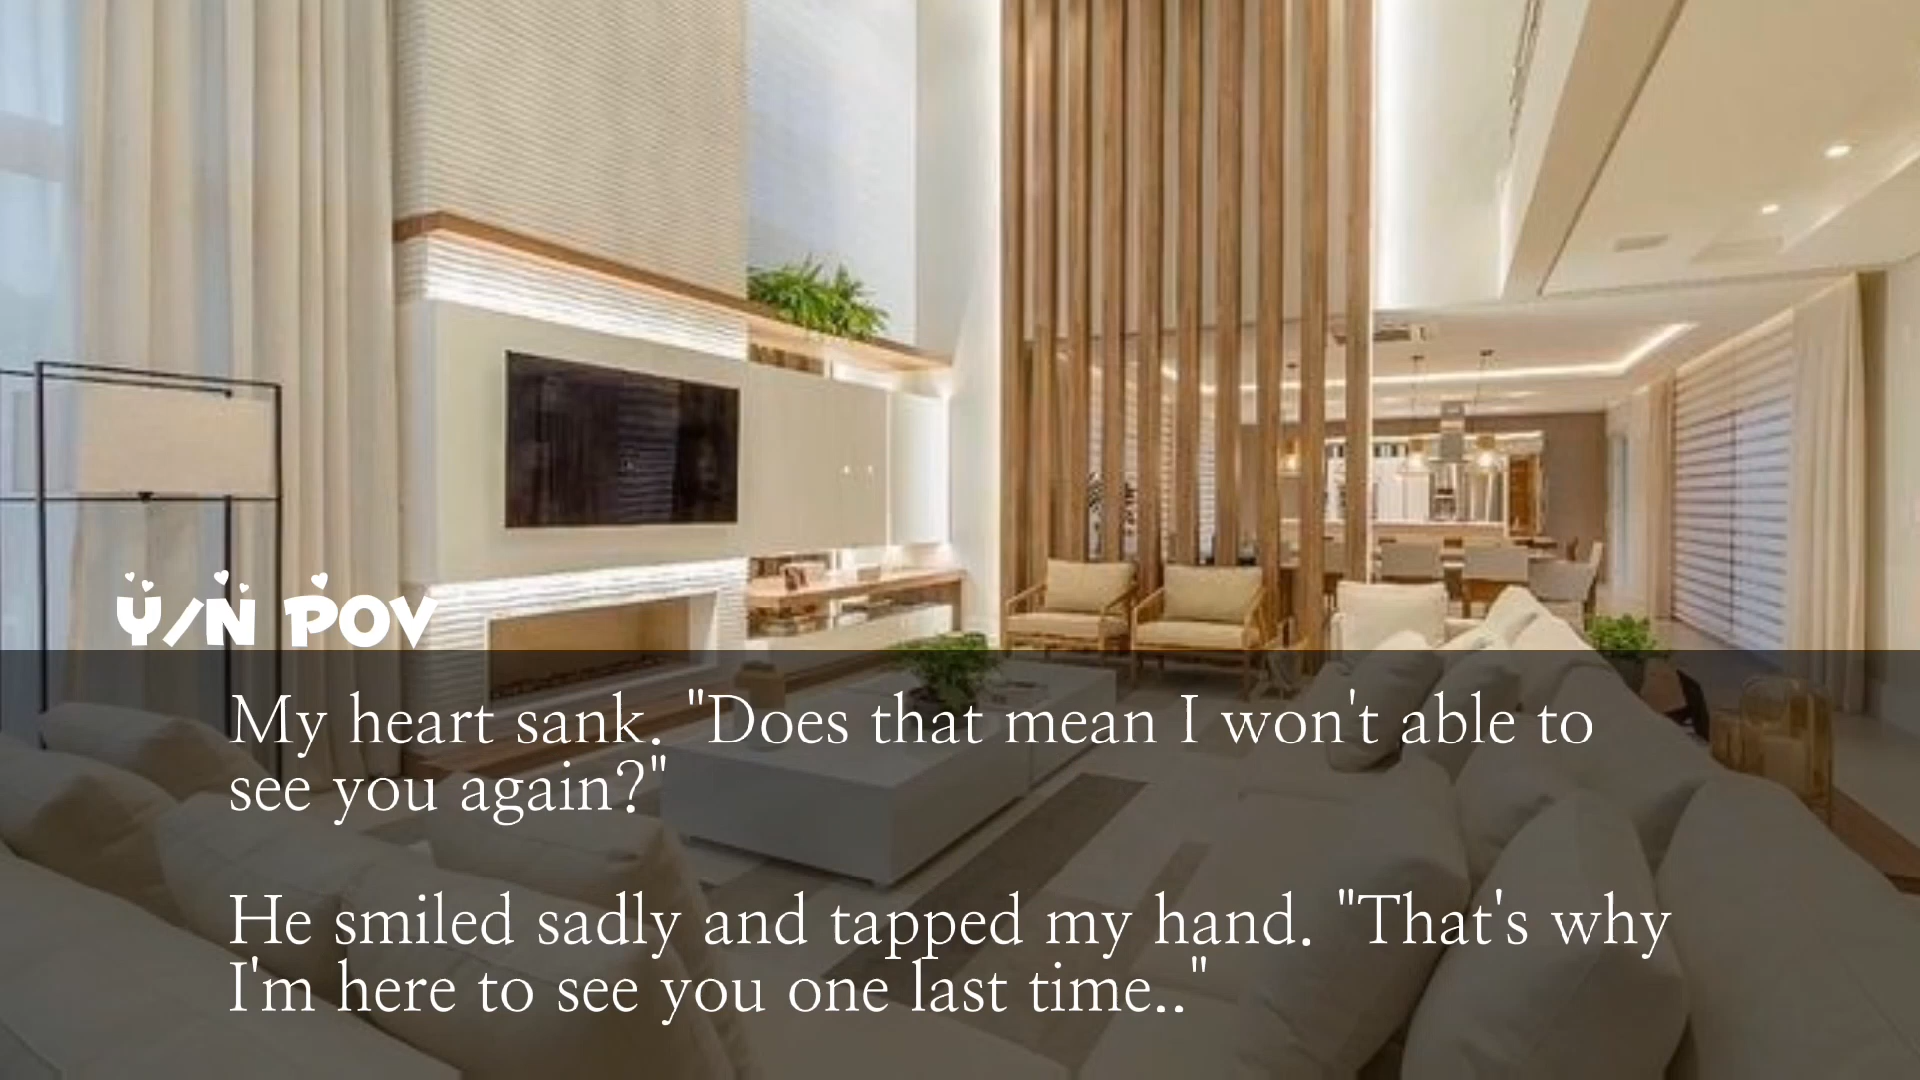 Y/N POV
My heart sank. "Does that mean I won't able to
see you again?"
He smiled sadly and tapped my hand. "That's why
I'm here to see you one last time.."